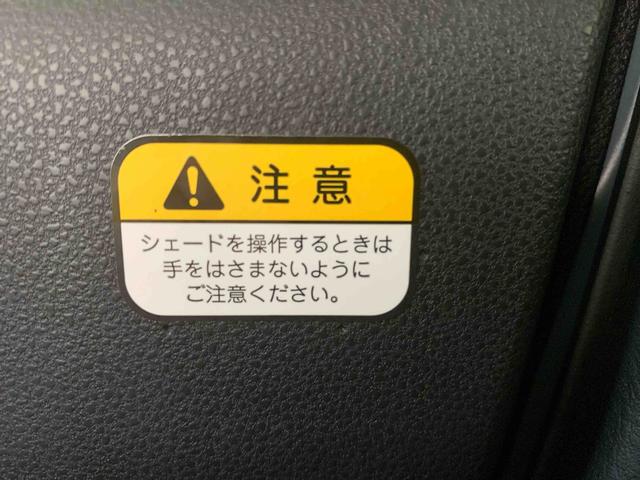 注意
シェードを操作するときは
手をはさまないように
ご注意ください。